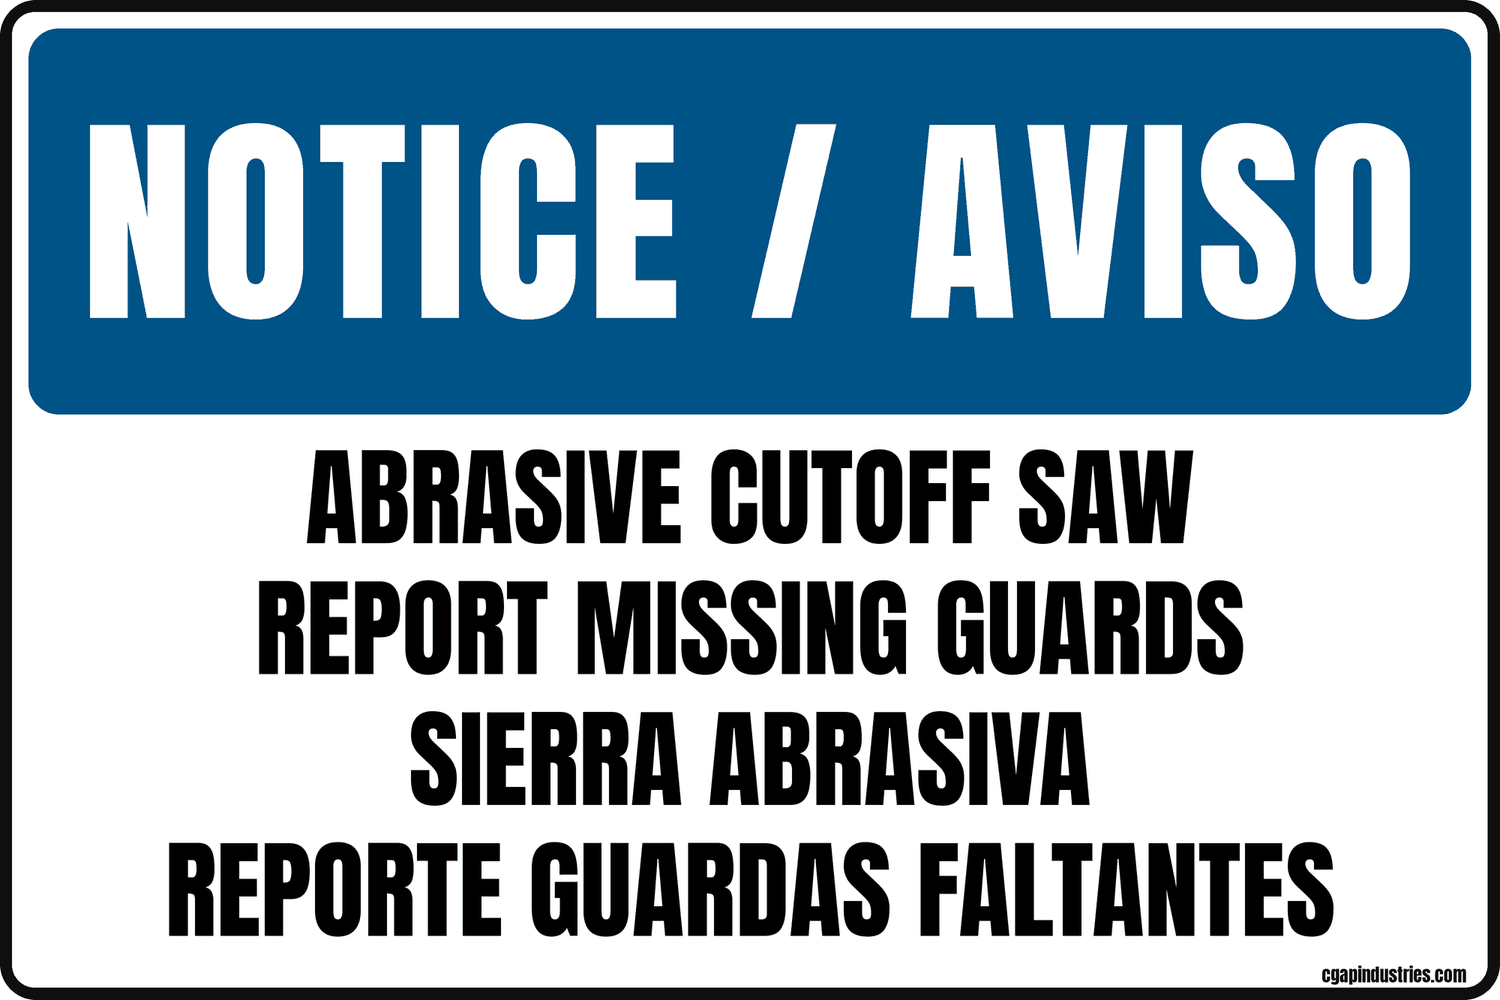 NOTICE / AVISO
ABRASIVE CUTOFF SAW
REPORT MISSING GUARDS
SIERRA ABRASIVA
REPORTE GUARDAS FALTANTES
cgapindustries.com